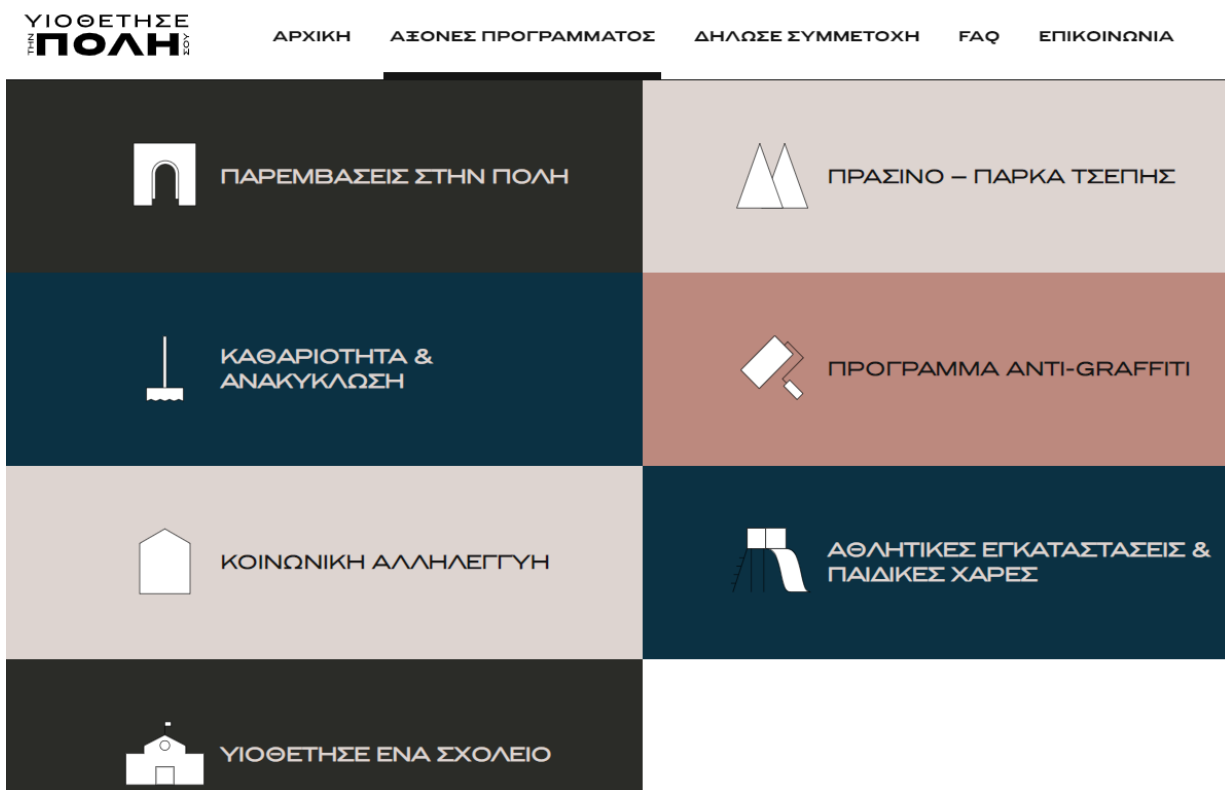 ΥΙΟΘΕΤΗΣΕ
ΤΗΝ ΠΟΛΗ ΣΟΥ
ΑΡΧΙΚΗ ΑΞΟΝΕΣ ΠΡΟΓΡΑΜΜΑΤΟΣ ΔΗΛΩΣΕ ΣΥΜΜΕΤΟΧΗ FAQ ΕΠΙΚΟΙΝΩΝΙΑ
ΠΑΡΕΜΒΑΣΕΙΣ ΣΤΗΝ ΠΟΛΗ
ΠΡΑΣΙΝΟ – ΠΑΡΚΑ ΤΣΕΠΗΣ
ΚΑΘΑΡΙΟΤΗΤΑ &
ΑΝΑΚΥΚΛΩΣΗ
ΠΡΟΓΡΑΜΜΑ ANTI-GRAFFITI
ΚΟΙΝΩΝΙΚΗ ΑΛΛΗΛΕΓΓΥΗ
ΑΘΛΗΤΙΚΕΣ ΕΓΚΑΤΑΣΤΑΣΕΙΣ &
ΠΑΙΔΙΚΕΣ ΧΑΡΕΣ
ΥΙΟΘΕΤΗΣΕ ΕΝΑ ΣΧΟΛΕΙΟ